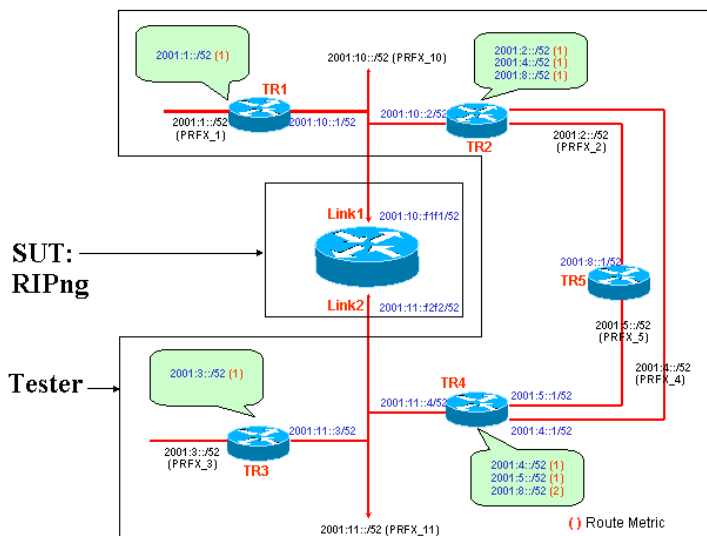 2001:1::/52 (1)
2001:10::/52 (PRFX_10)
2001:2::/52 (1)
2001:4::/52 (1)
2001:8::/52 (1)
TR1
2001:1::/52
(PRFX_1)
2001:10::1/52
2001:10::2/52
TR2
2001:2::/52
(PRFX_2)
Link1
2001:10::f1f1/52
SUT:
RIPng
2001:8::1/52
TR5
Link2
2001:11::f2f2/52
2001:5::/52
(PRFX_5)
2001:4::/52
(PRFX_4)
Tester
2001:3::/52 (1)
TR4
2001:11::4/52
2001:5::1/52
2001:4::1/52
2001:3::/52
(PRFX_3)
2001:11::3/52
TR3
2001:4::/52 (1)
2001:5::/52 (1)
2001:8::/52 (2)
2001:11::/52 (PRFX_11)
( ) Route Metric